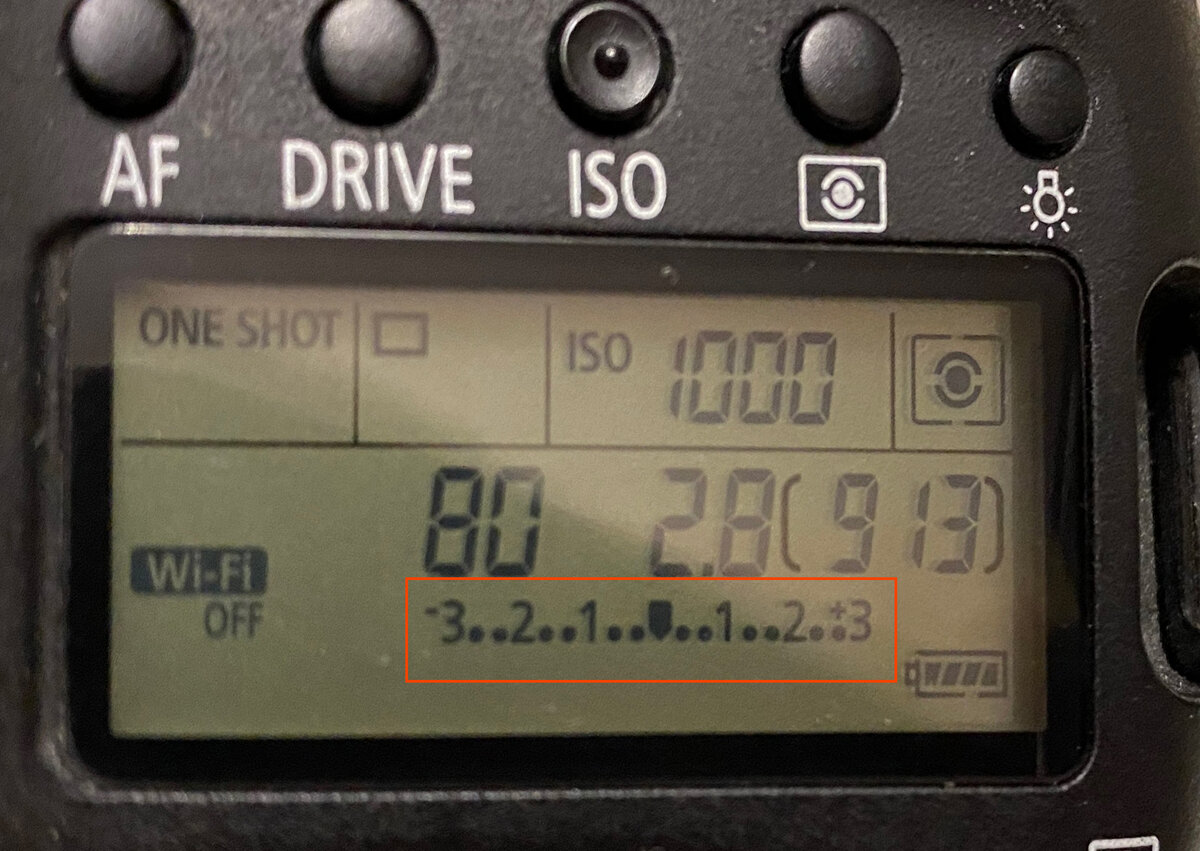 AF DRIVE ISO
ONE SHOT ISO 1000
80 2.8 (913)
Wi-Fi
OFF
-3..2..1..▼..1..2..+3